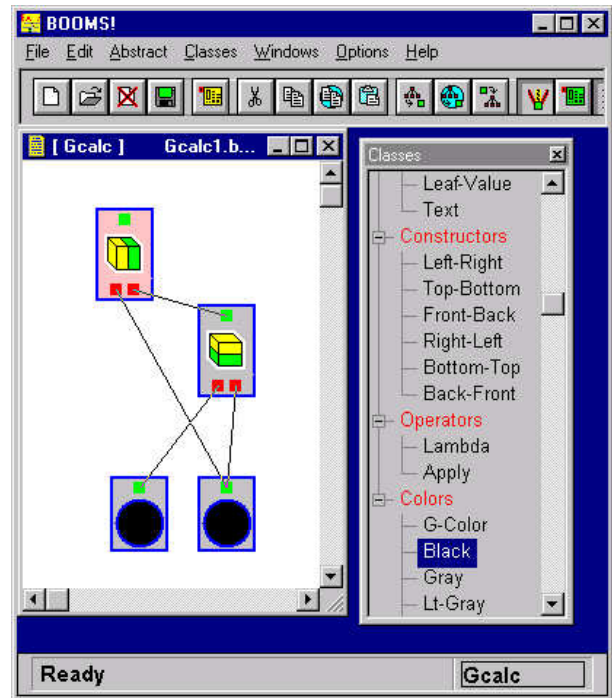 BOOMS!
File Edit Abstract Classes Windows Options Help
[ Gcalc ] Gcalc1.b...
Classes
Leaf-Value
Text
Constructors
Left-Right
Top-Bottom
Front-Back
Right-Left
Bottom-Top
Back-Front
Operators
Lambda
Apply
Colors
G-Color
Black
Gray
Lt-Gray
Ready Gcalc